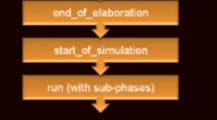 end_of_elaboration
start_of_simulation
run (with sub-phases)